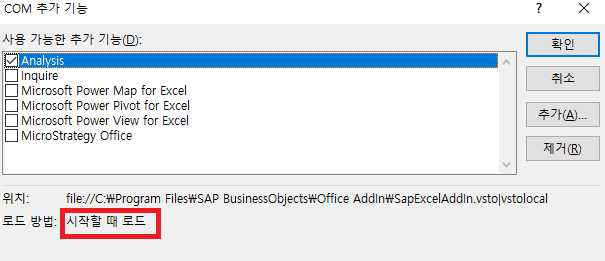 COM 추가 기능
? ×
사용 가능한 추가 기능(D):
Analysis
Inquire
Microsoft Power Map for Excel
Microsoft Power Pivot for Excel
Microsoft Power View for Excel
MicroStrategy Office
확인
취소
추가(A)...
제거(R)
위치: file://C:₩Program Files₩SAP BusinessObjects₩Office AddIn₩SapExcelAddIn.vsto|vstolocal
로드 방법: 시작할 때 로드